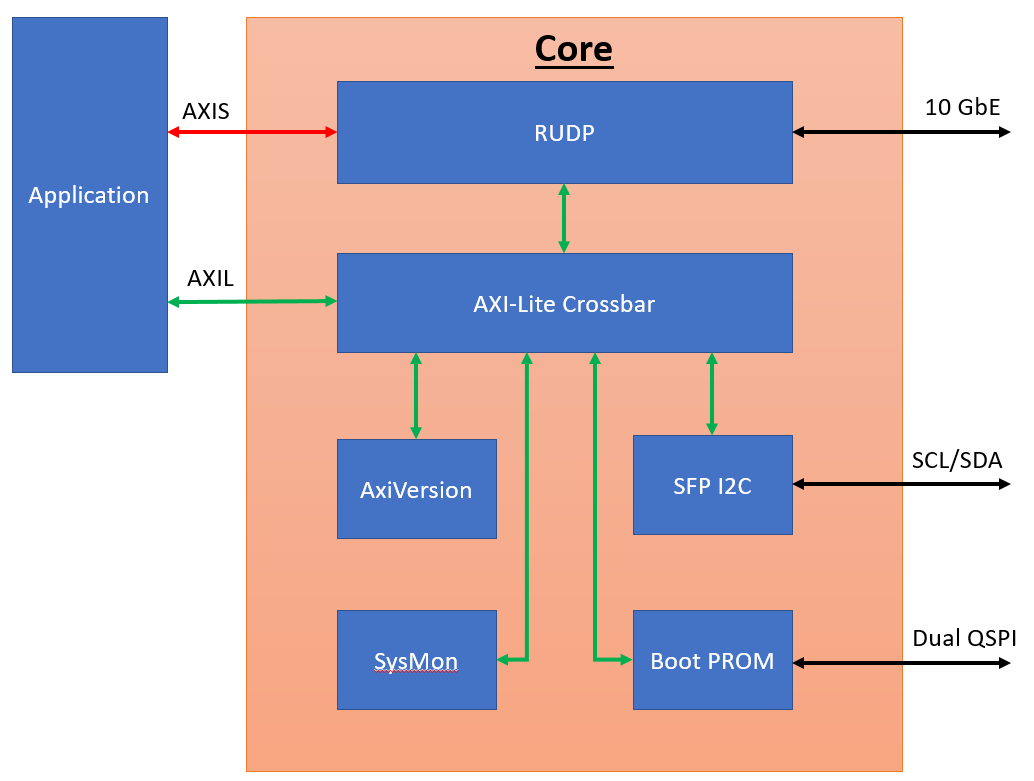 Core
AXIS
10 GbE
RUDP
Application
AXIL
AXI-Lite Crossbar
SCL/SDA
AxiVersion
SFP I2C
Dual QSPI
SysMon
Boot PROM